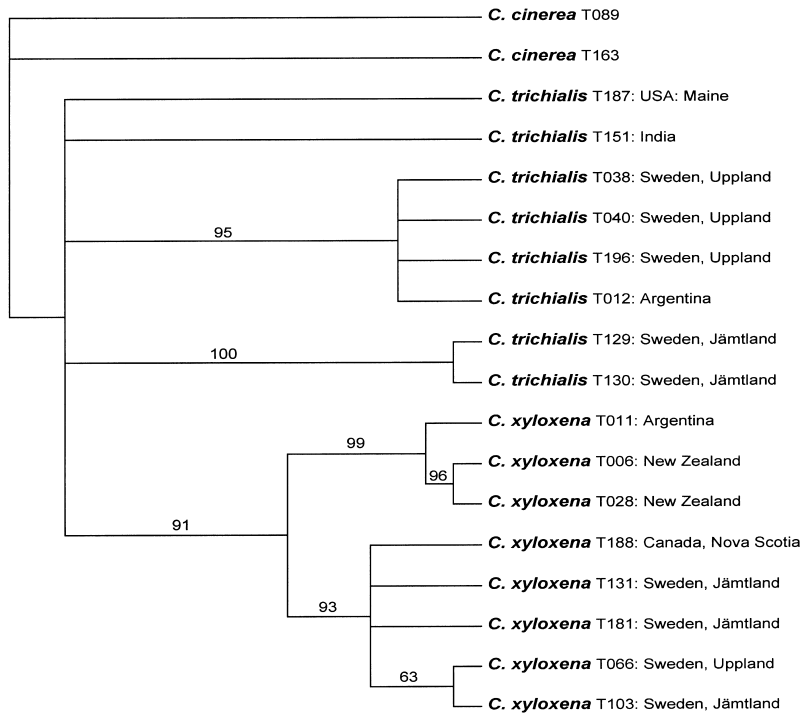 C. cinerea T089
C. cinerea T163
C. trichialis T187: USA: Maine
C. trichialis T151: India
C. trichialis T038: Sweden, Uppland
C. trichialis T040: Sweden, Uppland
95
C. trichialis T196: Sweden, Uppland
C. trichialis T012: Argentina
C. trichialis T129: Sweden, Jämtland
100
C. trichialis T130: Sweden, Jämtland
C. xyloxena T011: Argentina
99
C. xyloxena T006: New Zealand
96
C. xyloxena T028: New Zealand
91
C. xyloxena T188: Canada, Nova Scotia
C. xyloxena T131: Sweden, Jämtland
93
C. xyloxena T181: Sweden, Jämtland
C. xyloxena T066: Sweden, Uppland
63
C. xyloxena T103: Sweden, Jämtland